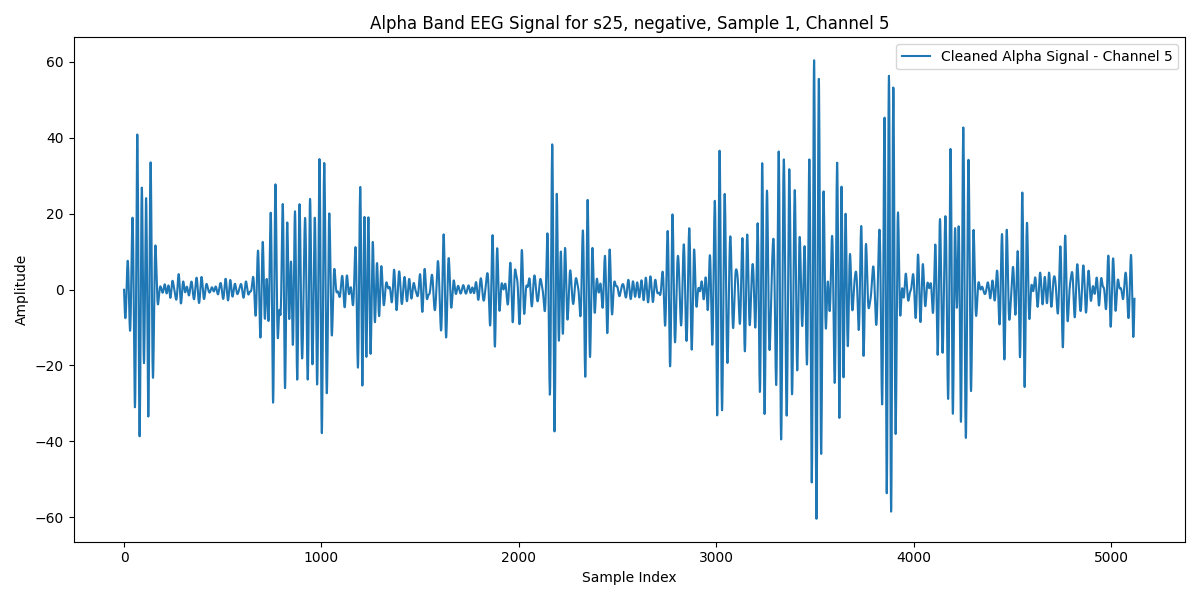 Alpha Band EEG Signal for s25, negative, Sample 1, Channel 5
Cleaned Alpha Signal - Channel 5
Amplitude
60
40
20
0
−20
−40
−60
0 1000 2000 3000 4000 5000
Sample Index